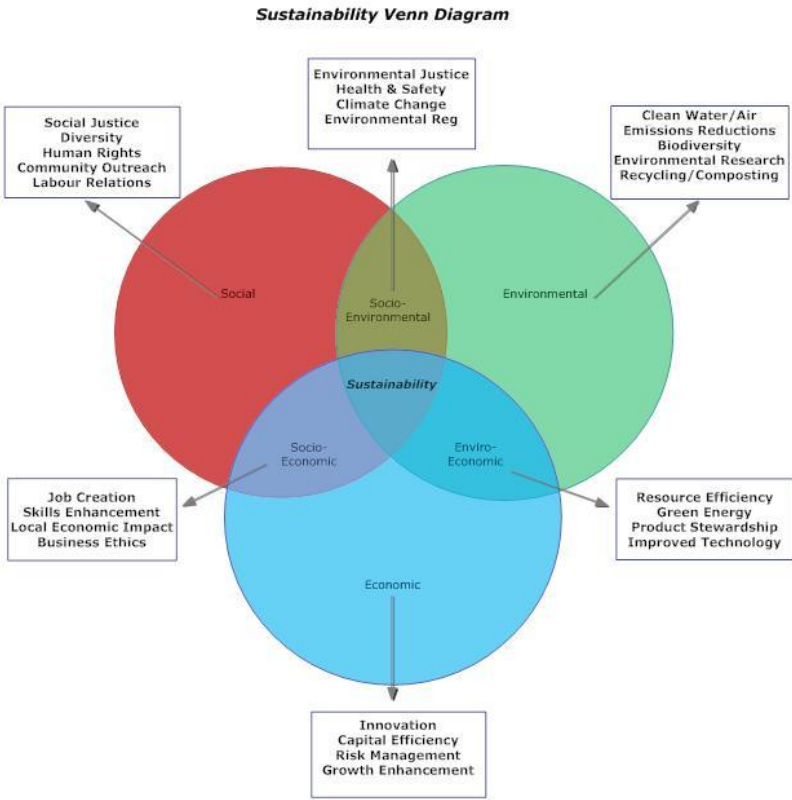 Sustainability Venn Diagram
Environmental Justice
Health & Safety
Climate Change
Environmental Reg
Social Justice
Diversity
Human Rights
Community Outreach
Labour Relations
Clean Water/Air
Emissions Reductions
Biodiversity
Environmental Research
Recycling/Composting
Social
Socio-
Environmental
Environmental
Sustainability
Socio-
Economic
Enviro-
Economic
Job Creation
Skills Enhancement
Local Economic Impact
Business Ethics
Resource Efficiency
Green Energy
Product Stewardship
Improved Technology
Economic
Innovation
Capital Efficiency
Risk Management
Growth Enhancement